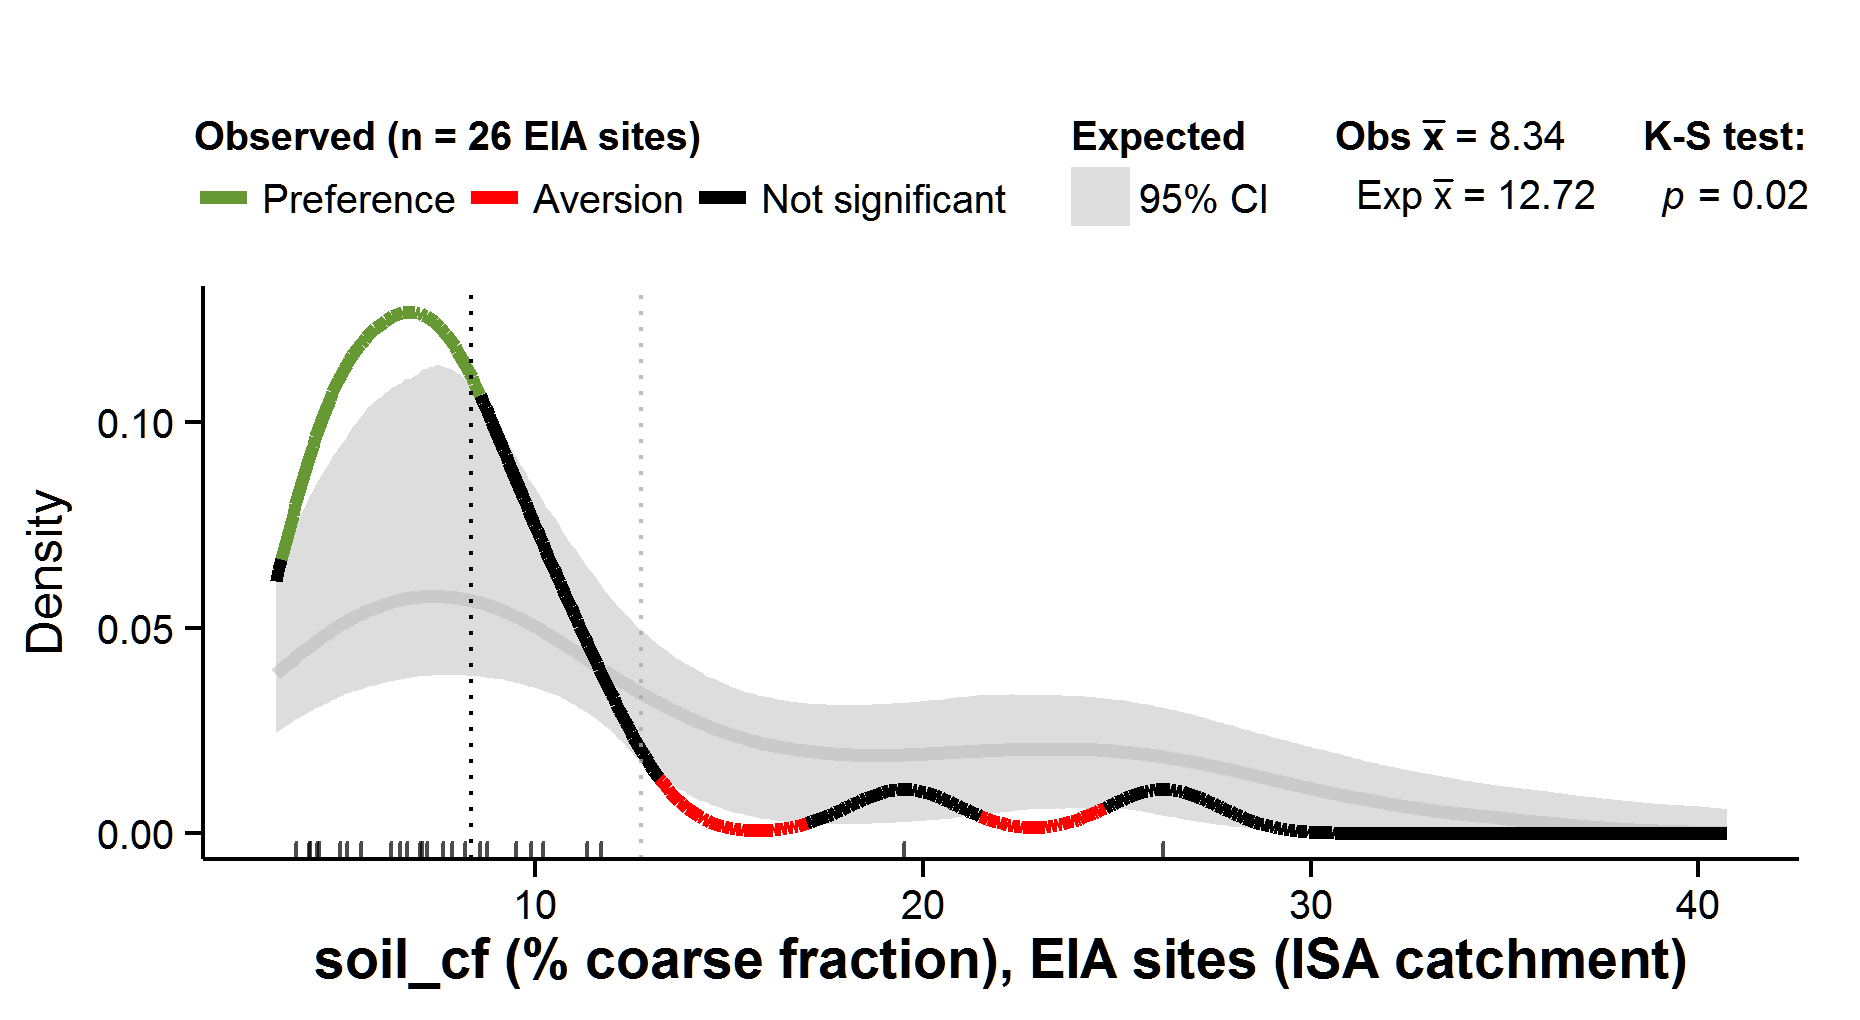 Observed (n = 26 EIA sites) Expected Obs x̅ = 8.34 K-S test:
Preference Aversion Not significant 95% CI Exp x̅ = 12.72 p = 0.02
Density
0.10
0.05
0.00
10 20 30 40
soil_cf (% coarse fraction), EIA sites (ISA catchment)